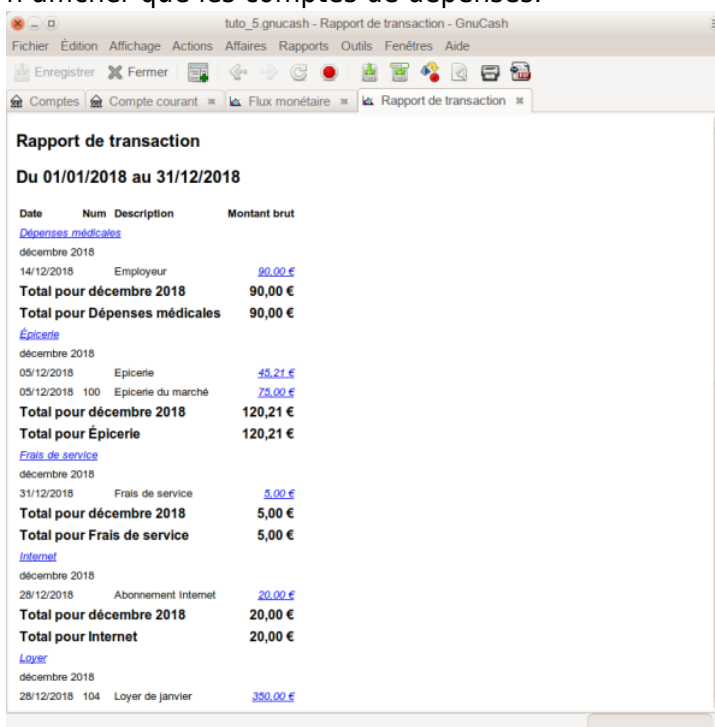 n'afficher que les comptes de dépenses.
tuto_5.gnucash - Rapport de transaction - GnuCash
Fichier Édition Affichage Actions Affaires Rapports Outils Fenêtres Aide
Enregistrer Fermer
Comptes Compte courant Flux monétaire Rapport de transaction
Rapport de transaction
Du 01/01/2018 au 31/12/2018
Date Num Description Montant brut
Dépenses médicales
décembre 2018
14/12/2018 Employeur 90,00 €
Total pour décembre 2018 90,00 €
Total pour Dépenses médicales 90,00 €
Épicerie
décembre 2018
05/12/2018 Epicerie 45,21 €
05/12/2018 100 Epicerie du marché 75,00 €
Total pour décembre 2018 120,21 €
Total pour Épicerie 120,21 €
Frais de service
décembre 2018
31/12/2018 Frais de service 5,00 €
Total pour décembre 2018 5,00 €
Total pour Frais de service 5,00 €
Internet
décembre 2018
28/12/2018 Abonnement Internet 20,00 €
Total pour décembre 2018 20,00 €
Total pour Internet 20,00 €
Loyer
décembre 2018
28/12/2018 104 Loyer de janvier 350,00 €